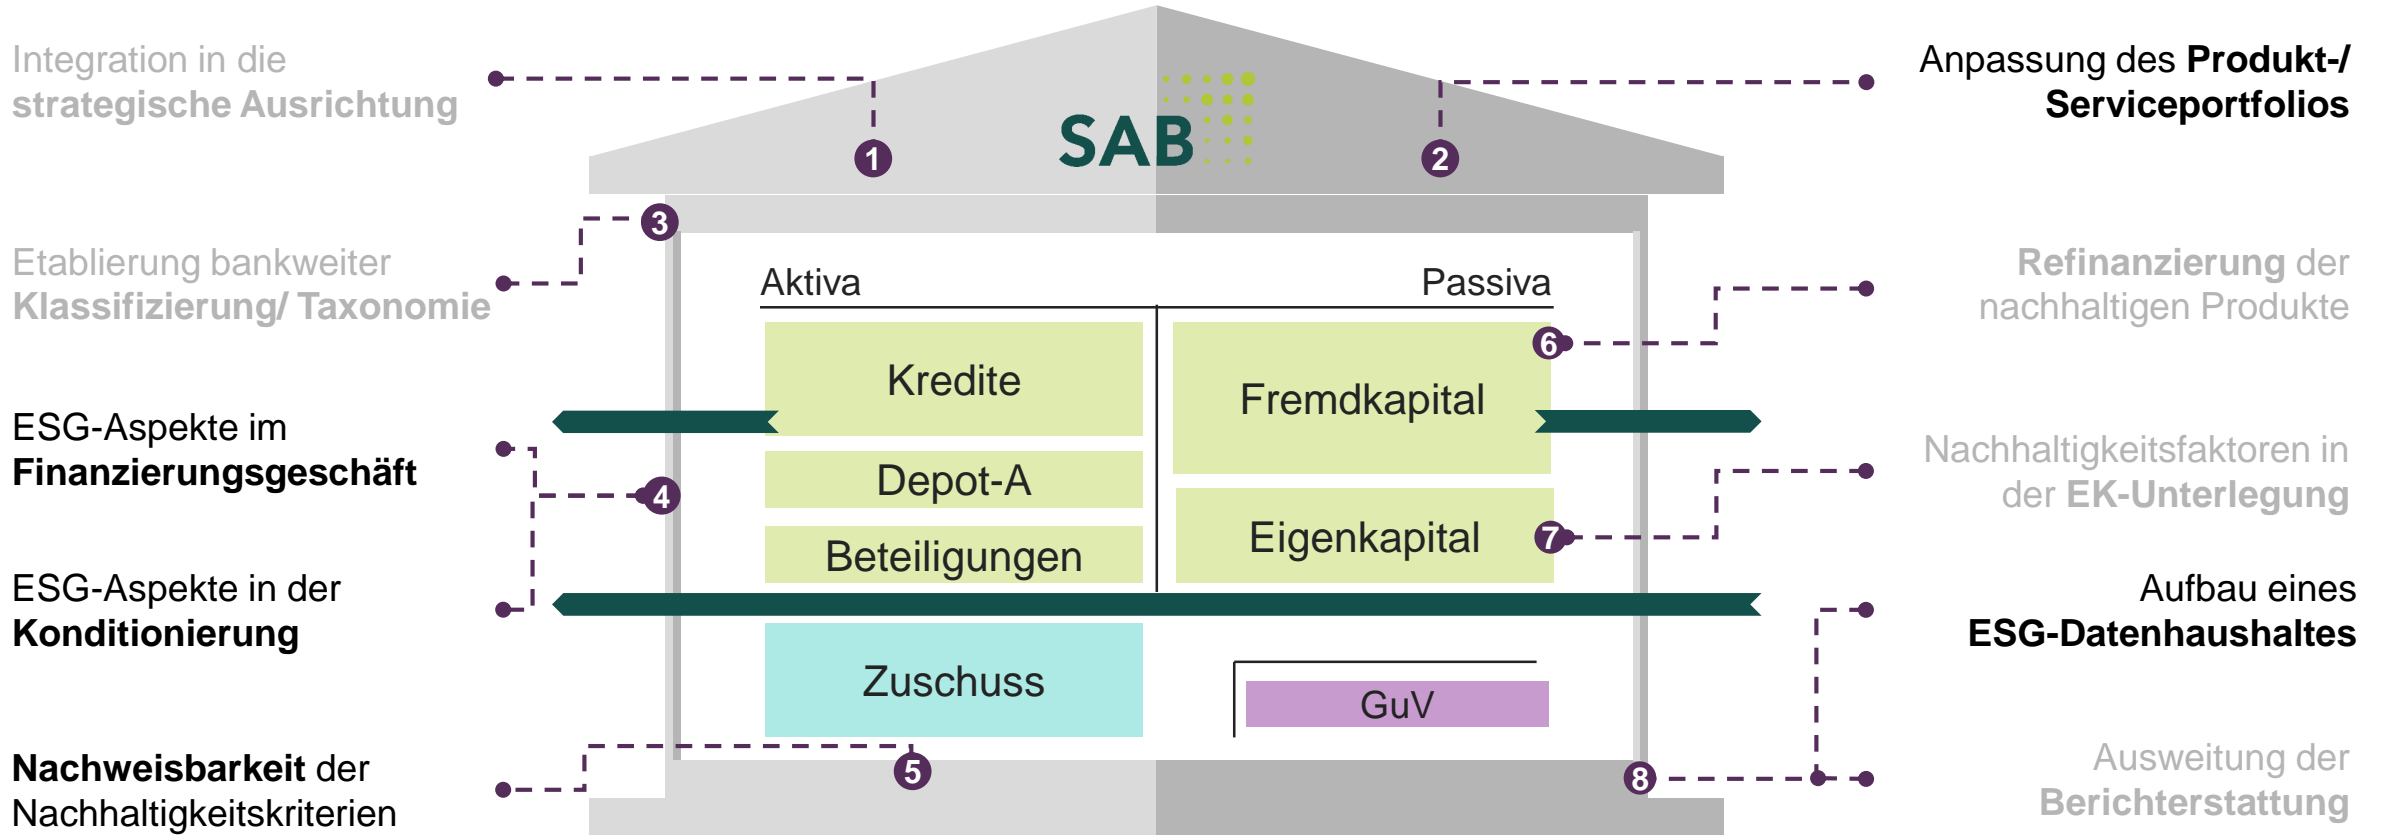 Integration in die
strategische Ausrichtung
Anpassung des Produkt-/
Serviceportfolios
SAB
1
2
3
Etablierung bankweiter
Klassifizierung/ Taxonomie
Refinanzierung der
nachhaltigen Produkte
Aktiva
Passiva
Kredite
Fremdkapital
6
ESG-Aspekte im
Finanzierungsgeschäft
Nachhaltigkeitsfaktoren in
der EK-Unterlegung
4
Depot-A
Beteiligungen
Eigenkapital
7
ESG-Aspekte in der
Konditionierung
Aufbau eines
ESG-Datenhaushaltes
Zuschuss
GuV
Nachweisbarkeit der
Nachhaltigkeitskriterien
5
8
Ausweitung der
Berichterstattung